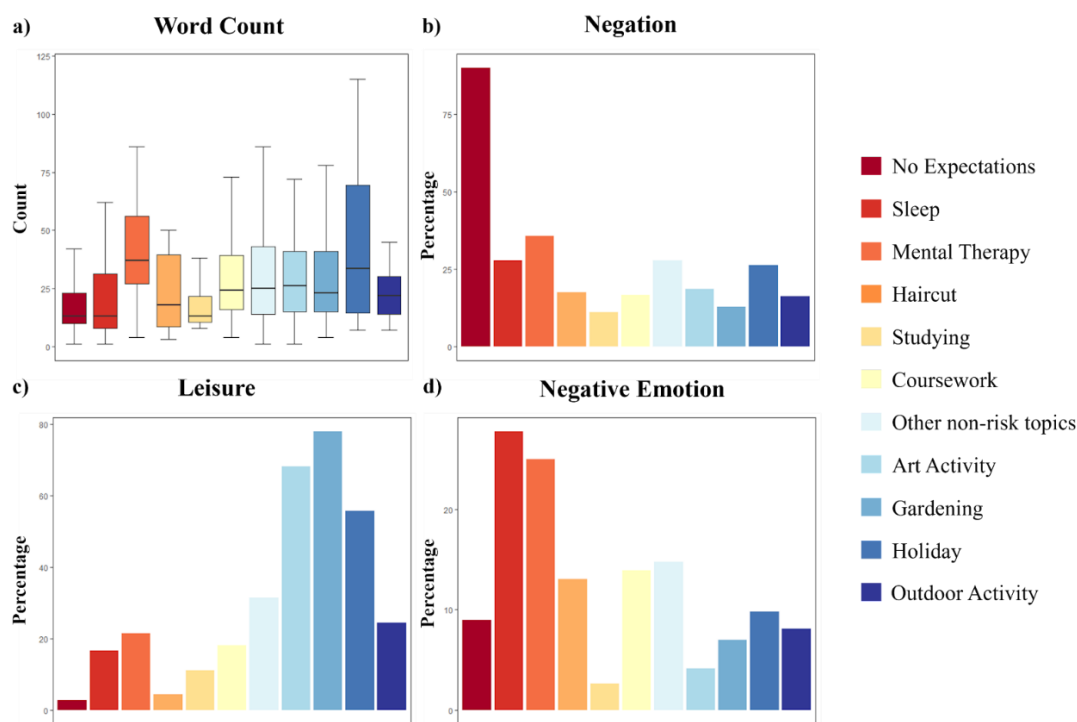 a) Word Count
Count
125
100
75
50
25
0
b) Negation
Percentage
75
50
25
0
c) Leisure
Percentage
80
60
40
20
0
d) Negative Emotion
Percentage
20
10
0
No Expectations
Sleep
Mental Therapy
Haircut
Studying
Coursework
Other non-risk topics
Art Activity
Gardening
Holiday
Outdoor Activity